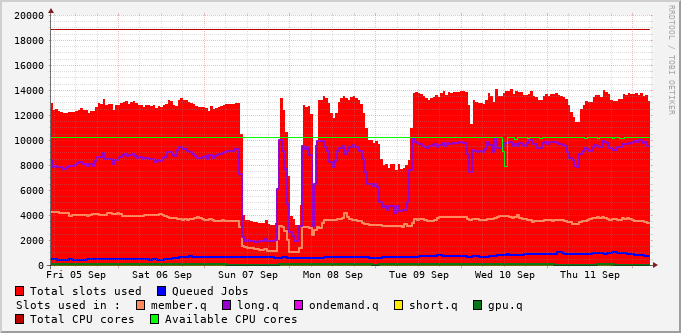 RRDTOOL / TOBI OETIKER
20000
18000
16000
14000
12000
10000
8000
6000
4000
2000
0
Fri 05 Sep Sat 06 Sep Sun 07 Sep Mon 08 Sep Tue 09 Sep Wed 10 Sep Thu 11 Sep
Total slots used Queued Jobs
Slots used in : member.q long.q ondemand.q short.q gpu.q
Total CPU cores Available CPU cores